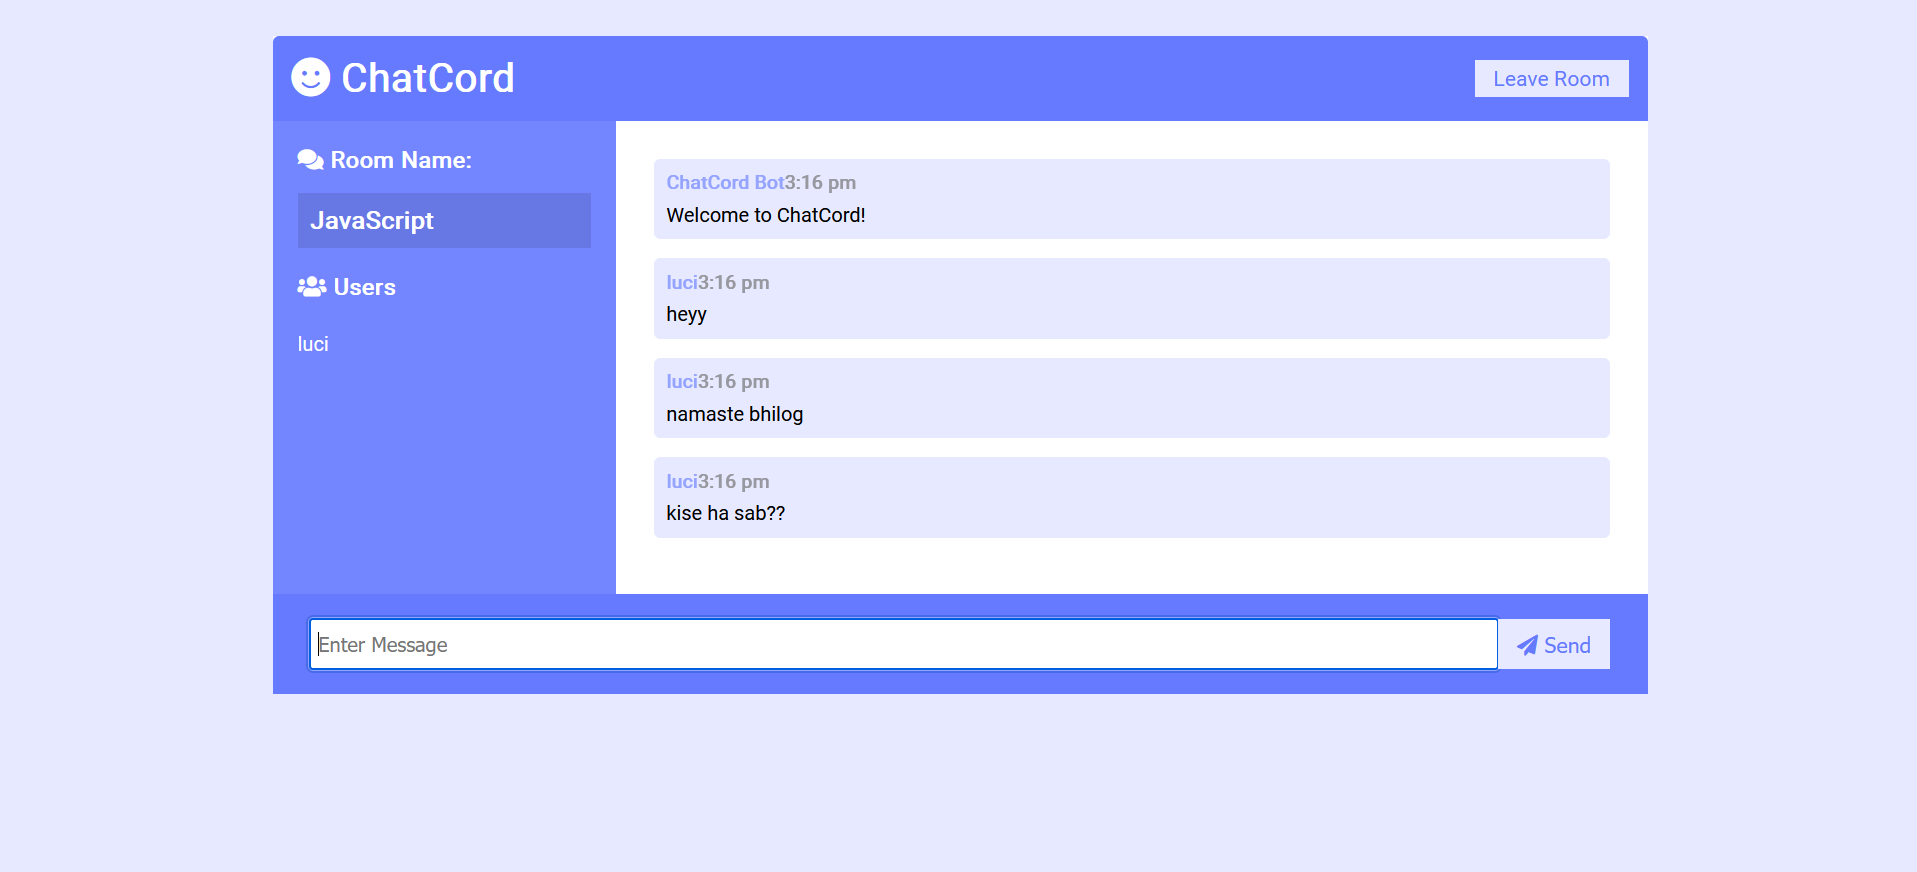 ChatCord
Leave Room
Room Name:
JavaScript
Users
luci
ChatCord Bot3:16 pm
Welcome to ChatCord!
luci3:16 pm
heyy
luci3:16 pm
namaste bhilog
luci3:16 pm
kise ha sab??
Enter Message
Send